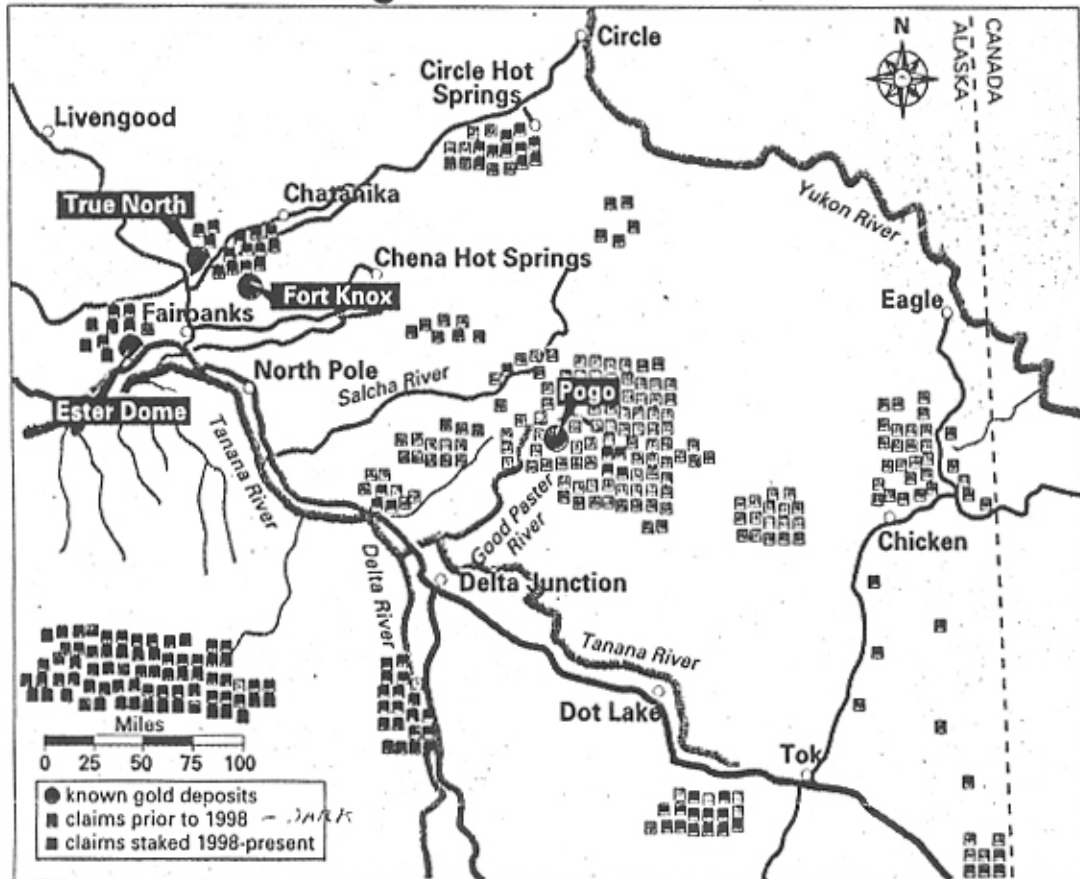 Circle
N
CANADA
ALASKA
Circle Hot
Springs
Livengood
Chatanika
True North
Yukon River
Chena Hot Springs
Fort Knox
Eagle
Fairbanks
North Pole
Salcha River
Pogo
Ester Dome
Tanana River
Good Paster
River
Chicken
Delta River
Delta Junction
Tanana River
Dot Lake
Tok
Miles
0 25 50 75 100
known gold deposits
claims prior to 1998 - DARK
claims staked 1998-present